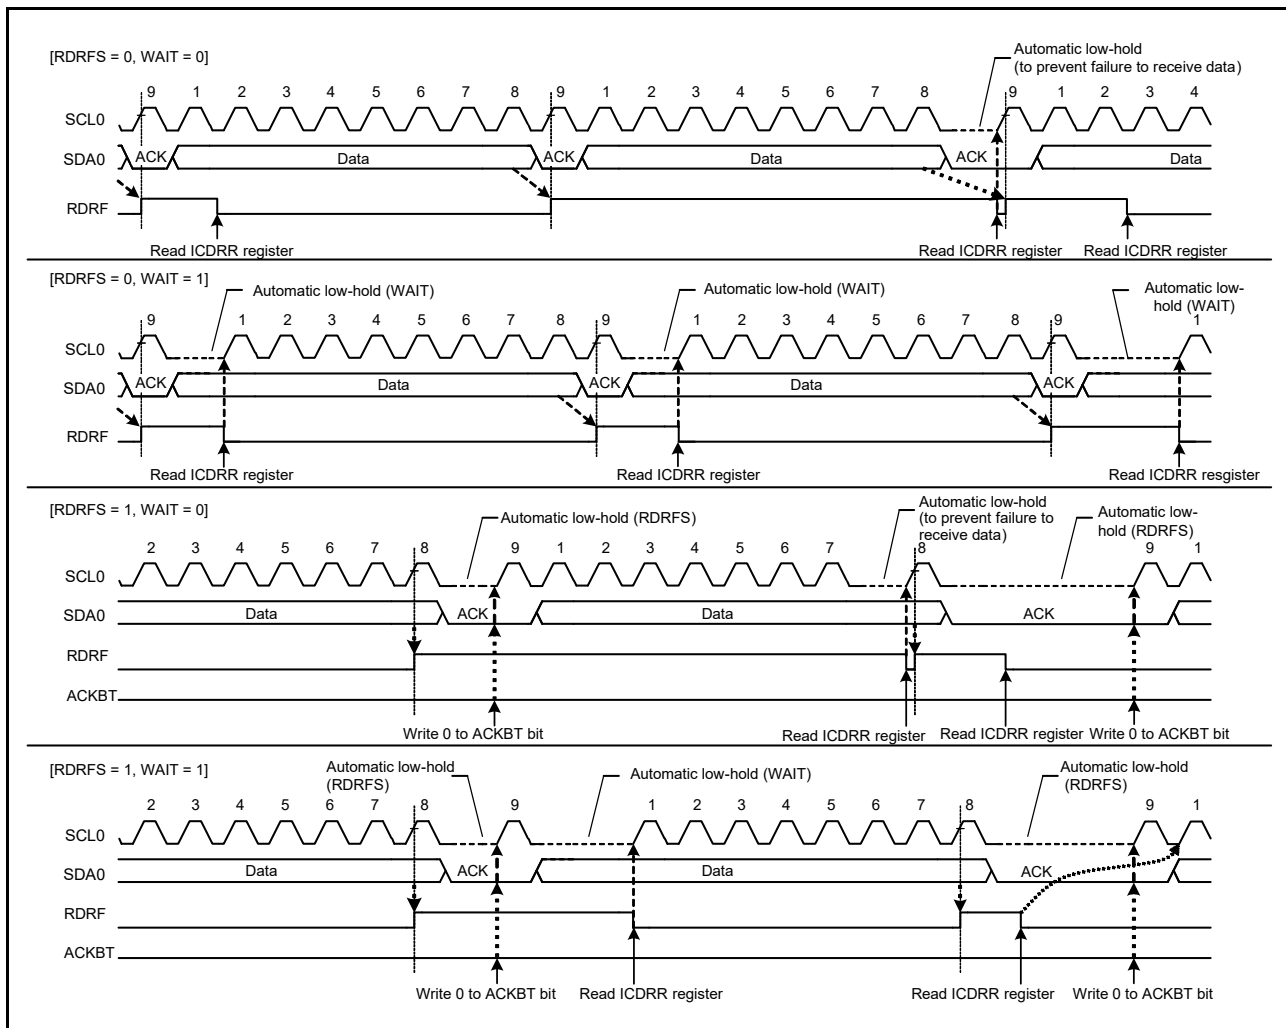 [RDRFS = 0, WAIT = 0]
Automatic low-hold
(to prevent failure to receive data)
9 1 2 3 4 5 6 7 8 9 1 2 3 4 5 6 7 8 9 1 2 3 4
SCL0
SDA0 ACK Data ACK Data ACK Data
RDRF
Read ICDRR register Read ICDRR register Read ICDRR register
[RDRFS = 0, WAIT = 1]
Automatic low-hold (WAIT) Automatic low-hold (WAIT) Automatic low-
hold (WAIT)
9 1 2 3 4 5 6 7 8 9 1 2 3 4 5 6 7 8 9 1
SCL0
SDA0 ACK Data ACK Data ACK
RDRF
Read ICDRR register Read ICDRR register Read ICDRR resgister
[RDRFS = 1, WAIT = 0]
Automatic low-hold (RDRFS)
Automatic low-hold
(to prevent failure to
receive data)
Automatic low-
hold (RDRFS)
2 3 4 5 6 7 8 9 1 2 3 4 5 6 7 8 9 1
SCL0
SDA0 Data ACK Data ACK
RDRF
ACKBT
Write 0 to ACKBT bit Read ICDRR register Read ICDRR register Write 0 to ACKBT bit
[RDRFS = 1, WAIT = 1]
Automatic low-hold
(RDRFS)
Automatic low-hold (WAIT)
Automatic low-hold
(RDRFS)
2 3 4 5 6 7 8 9 1 2 3 4 5 6 7 8 9 1
SCL0
SDA0 Data ACK Data ACK
RDRF
ACKBT
Write 0 to ACKBT bit Read ICDRR register Read ICDRR register Write 0 to ACKBT bit